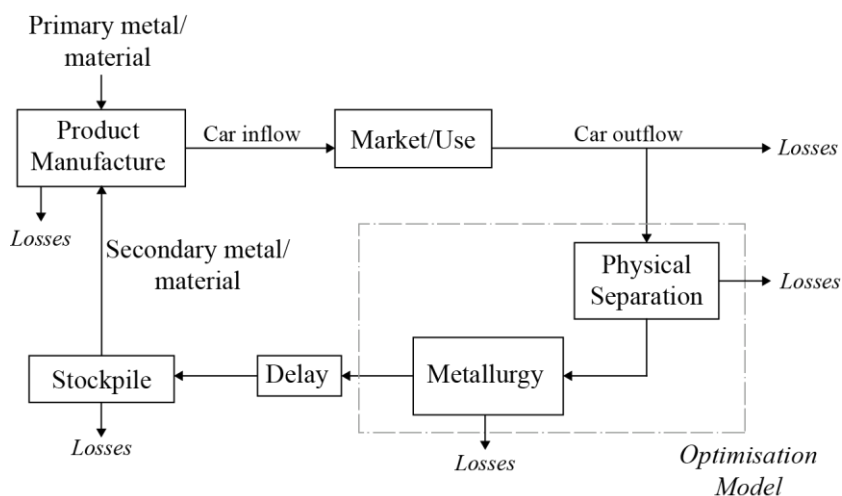 Primary metal/
material
Product
Manufacture
Car inflow
Market/Use
Car outflow
Losses
Losses
Secondary metal/
material
Physical
Separation
Losses
Stockpile
Delay
Metallurgy
Losses
Losses
Optimisation
Model